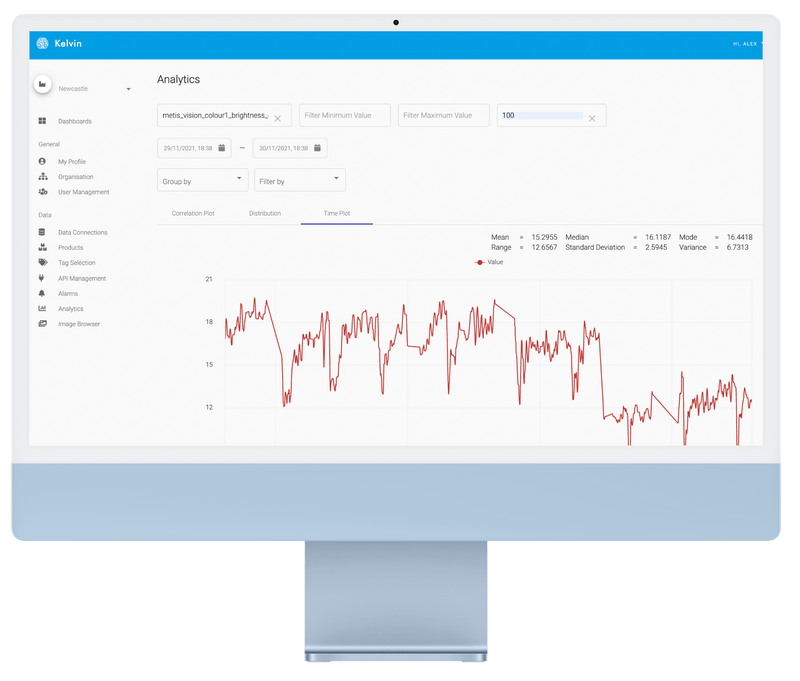 Kelvin
HI, ALEX
Newcastle
Dashboards
General
My Profile
Organisation
User Management
Data
Data Connections
Products
Tag Selection
API Management
Alarms
Analytics
Image Browser
Analytics
metis_vision_colour1_brightness_
Filter Minimum Value
Filter Maximum Value
100
29/11/2021, 18:38 – 30/11/2021, 18:38
Group by
Filter by
Correlation Plot
Distribution
Time Plot
Mean = 15.2955 Median = 16.1187 Mode = 16.4418
Range = 12.6567 Standard Deviation = 2.5945 Variance = 6.7313
Value
21
18
15
12